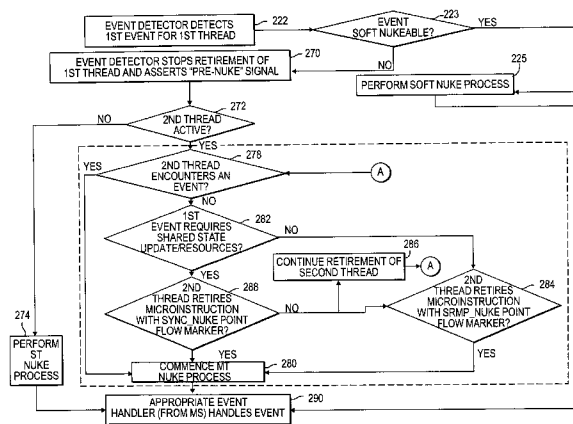 EVENT DETECTOR DETECTS
1ST EVENT FOR 1ST THREAD
222
EVENT
SOFT NUKEABLE?
223
YES
NO
EVENT DETECTOR STOPS RETIREMENT OF
1ST THREAD AND ASSERTS "PRE-NUKE" SIGNAL
270
225
PERFORM SOFT NUKE PROCESS
272
2ND THREAD
ACTIVE?
NO
YES
278
YES
2ND THREAD
ENCOUNTERS AN
EVENT?
A
NO
282
1ST
EVENT REQUIRES
SHARED STATE
UPDATE/RESOURCES?
NO
YES
286
CONTINUE RETIREMENT OF
SECOND THREAD
A
288
2ND
THREAD RETIRES
MICROINSTRUCTION
WITH SYNC_NUKE POINT
FLOW MARKER?
NO
YES
284
2ND
THREAD RETIRES
MICROINSTRUCTION
WITH SRMP_NUKE POINT
FLOW MARKER?
YES
274
PERFORM
ST
NUKE
PROCESS
COMMENCE MT
NUKE PROCESS
280
APPROPRIATE EVENT
HANDLER (FROM MS) HANDLES EVENT
290